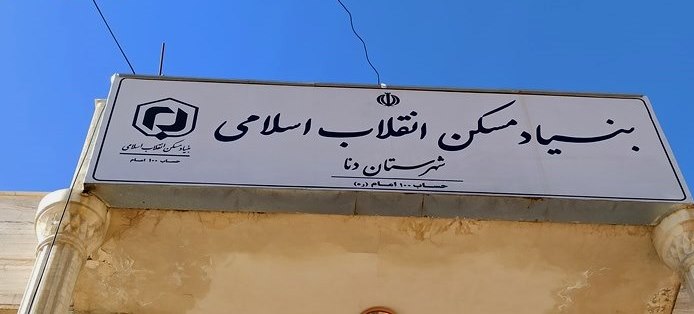 بنیاد مسکن انقلاب اسلامی
شهرستان دنا
حساب ۱۰۰ امام (ره)
بنیاد مسکن انقلاب اسلامی
حساب ۱۰۰ امام